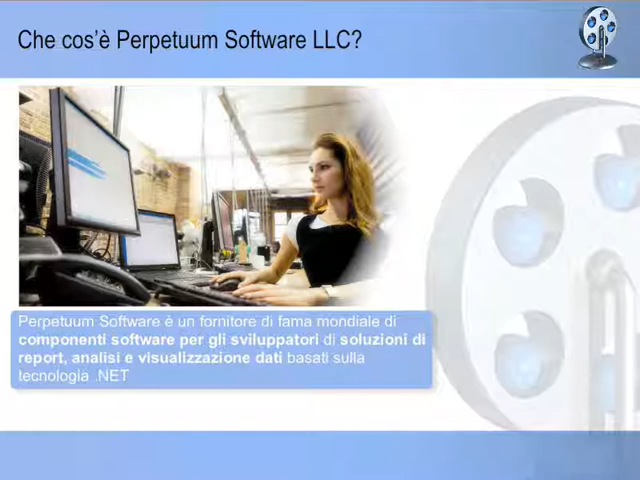 Che cos'è Perpetuum Software LLC?
Perpetuum Software è un fornitore di fama mondiale di
componenti software per gli sviluppatori di soluzioni di
report, analisi e visualizzazione dati basati sulla
tecnologia .NET